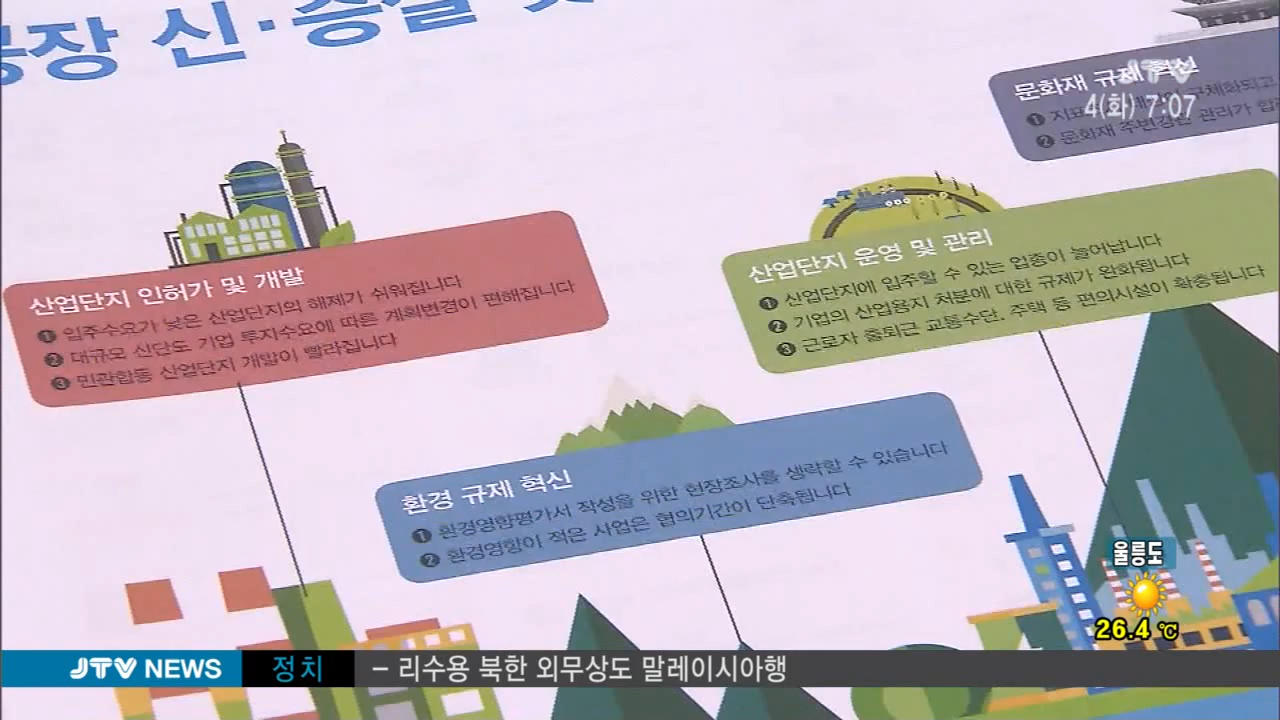 공장 신·증설 및
JTV
4(화) 7:07
문화재 규제 혁신
❷ 문화재 주변경관 관리가
산업단지 인허가 및 개발
❶ 입주수요가 낮은 산업단지의 해제가 쉬워집니다
❷ 대규모 산단도 기업 투자수요에 따른 계획변경이 편해집니다
❸ 민관합동 산업단지 개발이 빨라집니다
산업단지 운영 및 관리
❶ 산업단지에 입주할 수 있는 업종이 늘어납니다
❷ 기업의 산업용지 처분에 대한 규제가 완화됩니다
❸ 근로자 출퇴근 교통수단, 주택 등 편의시설이 확충됩니다
환경 규제 혁신
❶ 환경영향평가서 작성을 위한 현장조사를 생략할 수 있습니다
❷ 환경영향이 적은 사업은 협의기간이 단축됩니다
울릉도
26.4 ℃
JTV NEWS 정치 – 리수용 북한 외무상도 말레이시아행